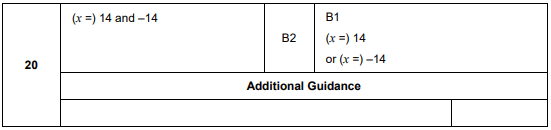 (x =) 14 and –14
B2
B1
(x =) 14
or (x =) –14
20
Additional Guidance